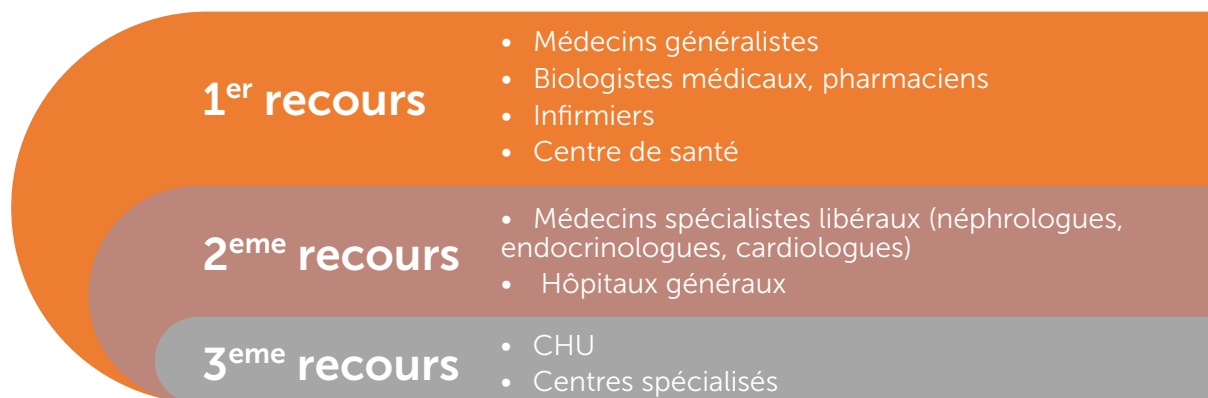 1er recours
• Médecins généralistes
• Biologistes médicaux, pharmaciens
• Infirmiers
• Centre de santé
2eme recours
• Médecins spécialistes libéraux (néphrologues,
endocrinologues, cardiologues)
• Hôpitaux généraux
3eme recours
• CHU
• Centres spécialisés